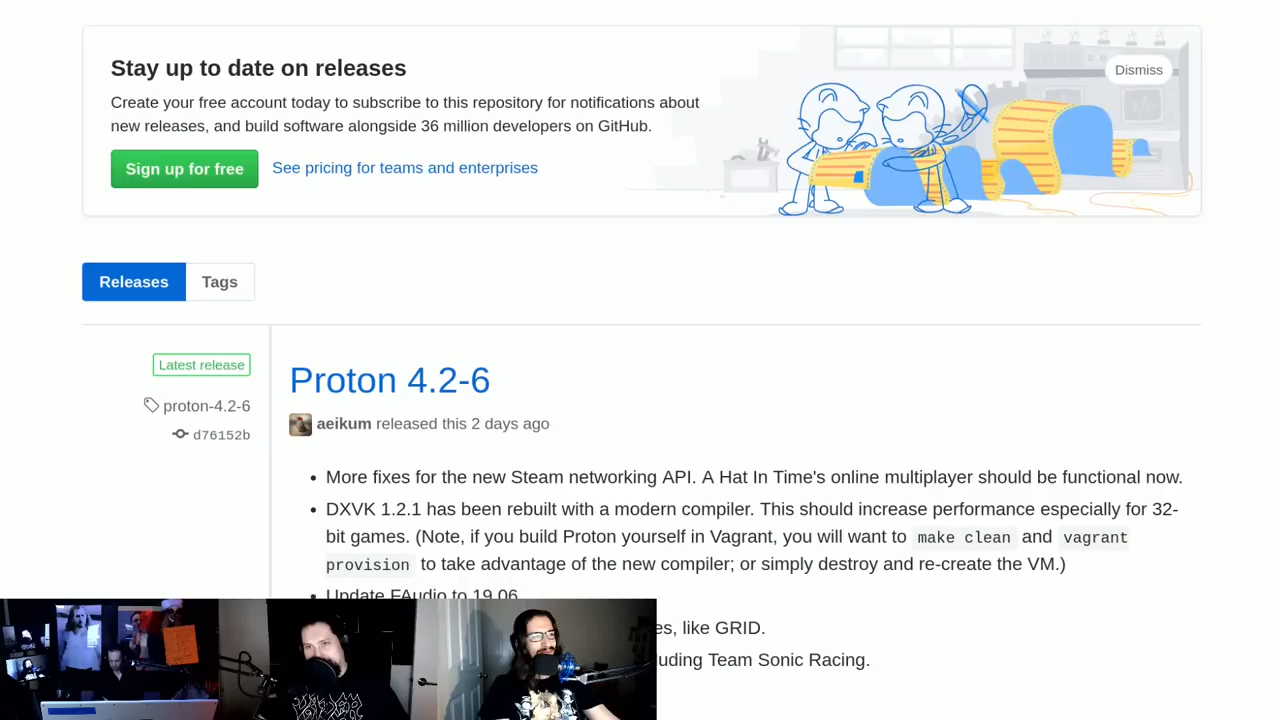 Stay up to date on releases
Dismiss
Create your free account today to subscribe to this repository for notifications about
new releases, and build software alongside 36 million developers on GitHub.
Sign up for free
See pricing for teams and enterprises
Releases
Tags
Latest release
proton-4.2-6
d76152b
Proton 4.2-6
aeikum released this 2 days ago
• More fixes for the new Steam networking API. A Hat In Time's online multiplayer should be functional now.
• DXVK 1.2.1 has been rebuilt with a modern compiler. This should increase performance especially for 32-
bit games. (Note, if you build Proton yourself in Vagrant, you will want to make clean and vagrant
provision to take advantage of the new compiler; or simply destroy and re-create the VM.)
• Update FAudio to 19.06
es, like GRID.
uding Team Sonic Racing.